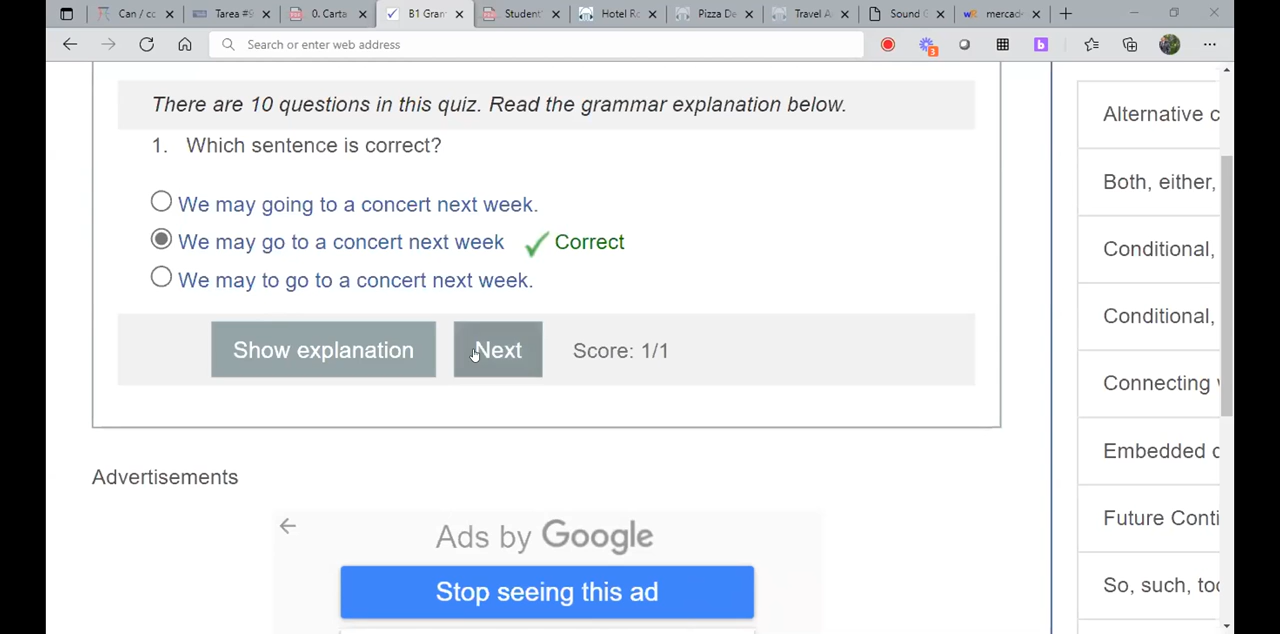 Can / cc
Tarea #9
0. Carta
B1 Gran
Student'
Hotel Ro
Pizza De
Travel A
Sound G
mercad
Search or enter web address
3
b
There are 10 questions in this quiz. Read the grammar explanation below.
1. Which sentence is correct?
We may going to a concert next week.
We may go to a concert next week
Correct
We may to go to a concert next week.
Show explanation
Next
Score: 1/1
Advertisements
Ads by Google
Stop seeing this ad
Alternative c
Both, either,
Conditional,
Conditional,
Connecting
Embedded
Future Conti
So, such, too